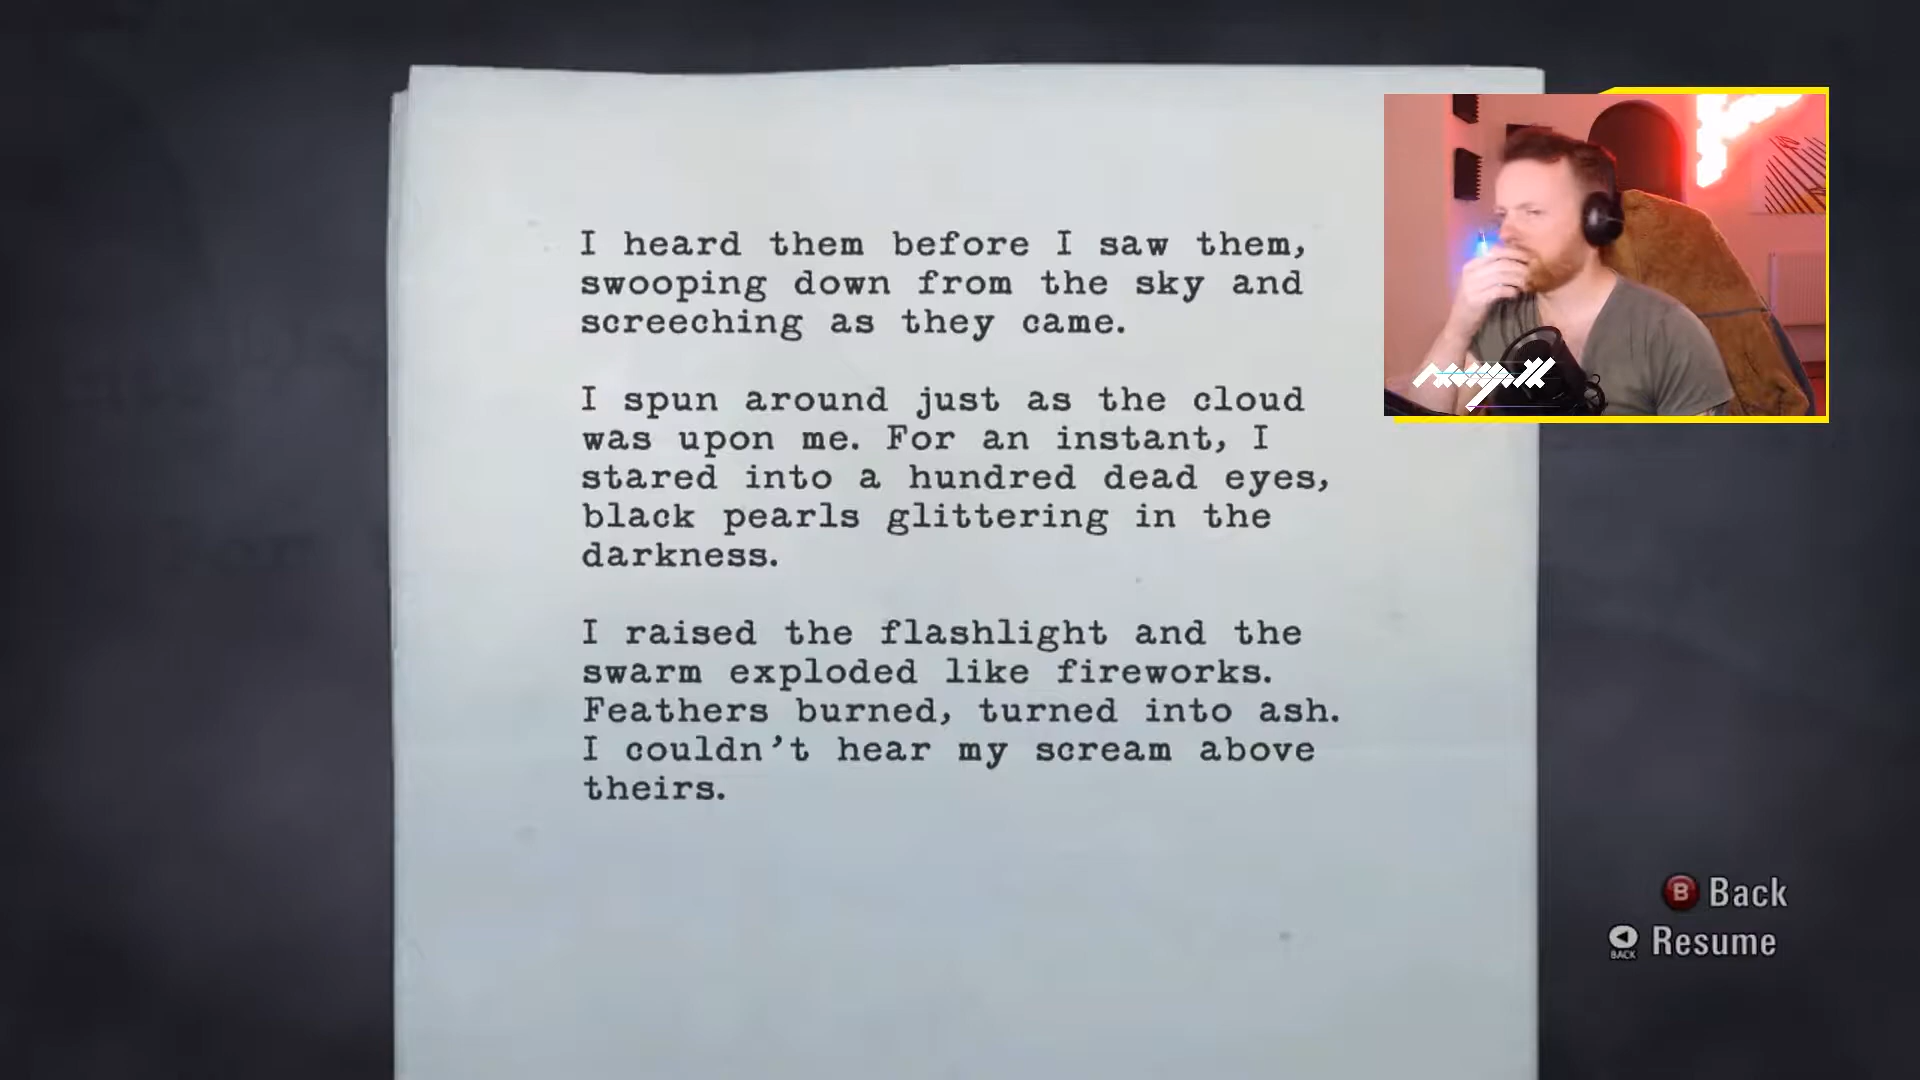 I heard them before I saw them,
swooping down from the sky and
screeching as they came.
I spun around just as the cloud
was upon me. For an instant, I
stared into a hundred dead eyes,
black pearls glittering in the
darkness.
I raised the flashlight and the
swarm exploded like fireworks.
Feathers burned, turned into ash.
I couldn't hear my scream above
theirs.
B Back
BACK Resume